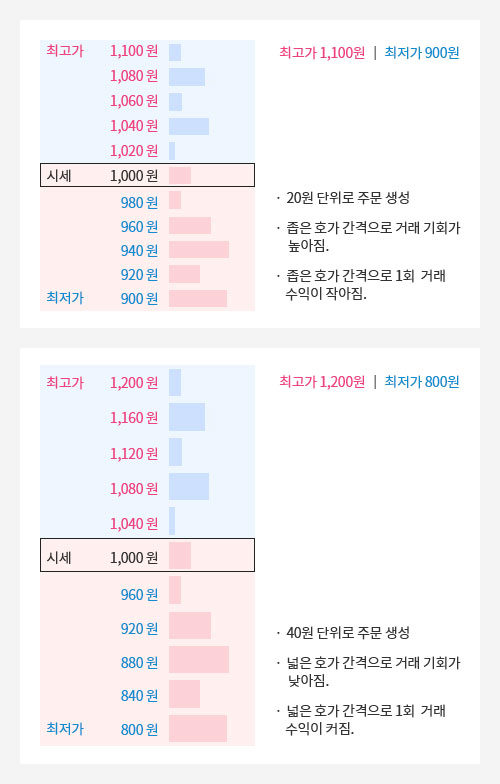 최고가 1,100 원
최고가 1,100원 | 최저가 900원
1,080 원
1,060 원
1,040 원
1,020 원
시세 1,000 원
980 원
· 20원 단위로 주문 생성
960 원
· 좁은 호가 간격으로 거래 기회가
높아짐.
940 원
920 원
· 좁은 호가 간격으로 1회 거래
수익이 작아짐.
최저가 900 원
최고가 1,200 원
최고가 1,200원 | 최저가 800원
1,160 원
1,120 원
1,080 원
1,040 원
시세 1,000 원
960 원
920 원
· 40원 단위로 주문 생성
880 원
· 넓은 호가 간격으로 거래 기회가
낮아짐.
840 원
· 넓은 호가 간격으로 1회 거래
수익이 커짐.
최저가 800 원